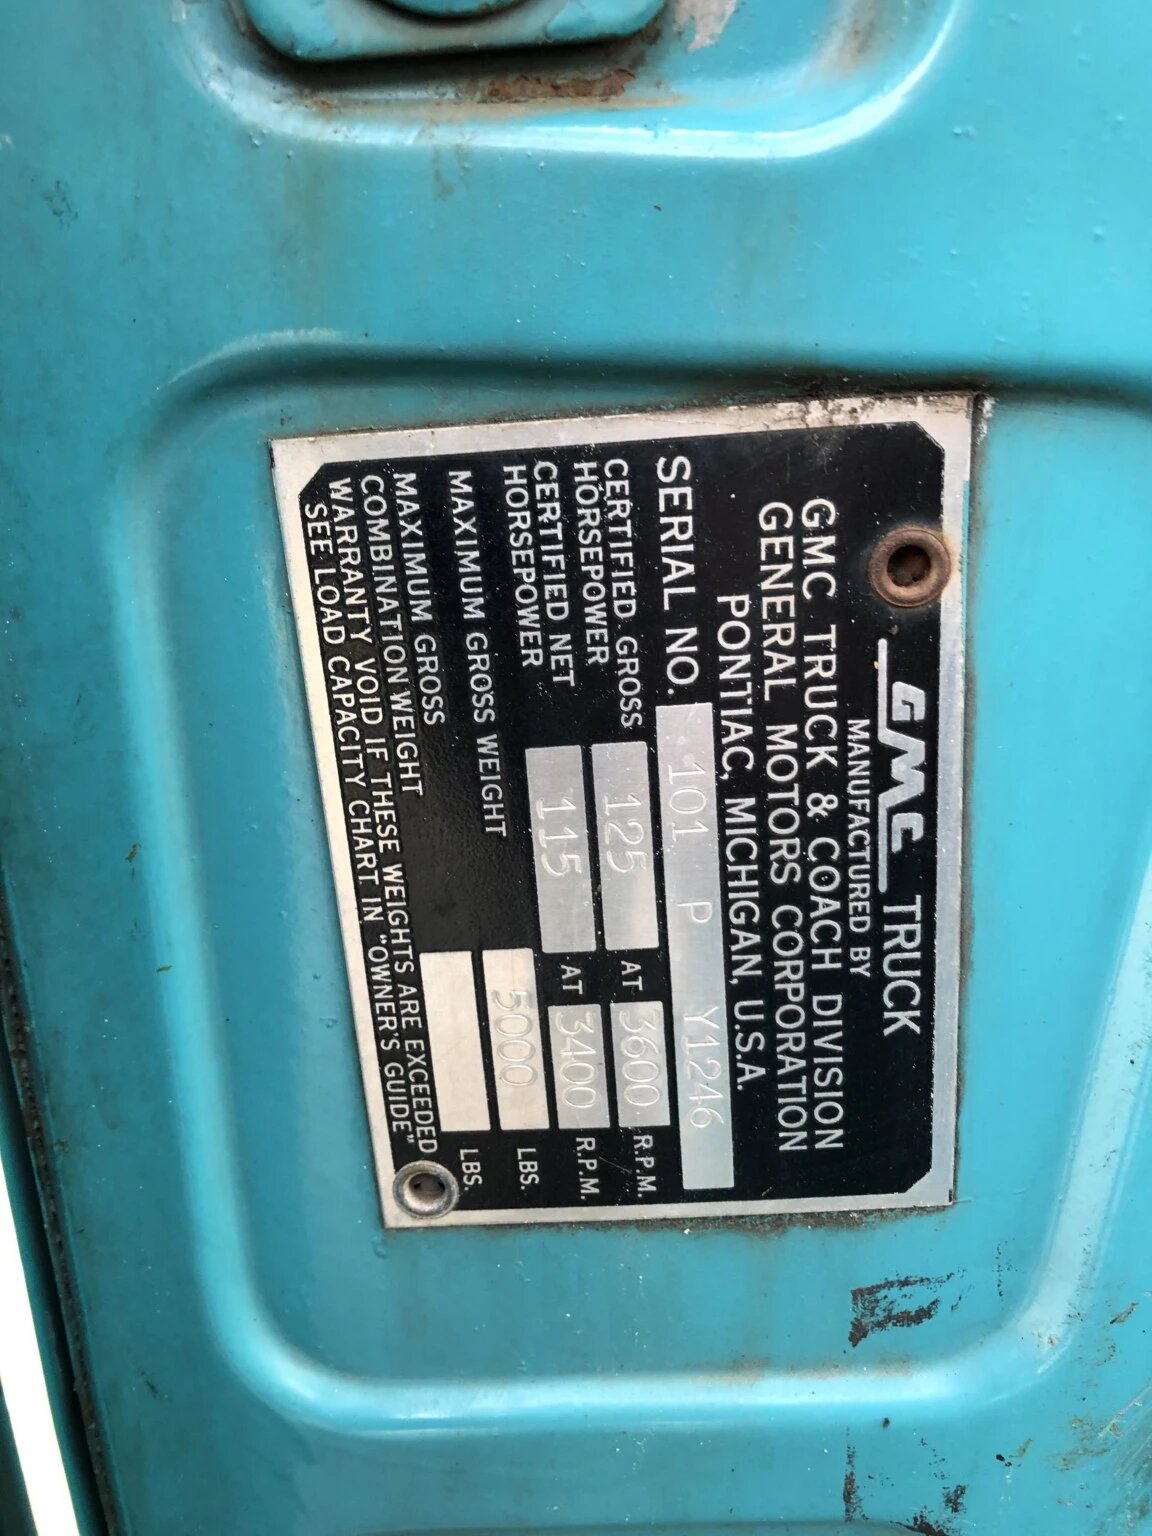 GMC TRUCK
MANUFACTURED BY
GMC TRUCK & COACH DIVISION
GENERAL MOTORS CORPORATION
PONTIAC, MICHIGAN, U.S.A.
SERIAL NO. 101 P Y1246
CERTIFIED GROSS
HORSEPOWER 125 AT 3600 R.P.M.
CERTIFIED NET
HORSEPOWER 115 AT 3400 R.P.M.
MAXIMUM GROSS WEIGHT 5000 LBS.
MAXIMUM GROSS
COMBINATION WEIGHT LBS.
WARRANTY VOID IF THESE WEIGHTS ARE EXCEEDED
SEE LOAD CAPACITY CHART IN "OWNER'S GUIDE"